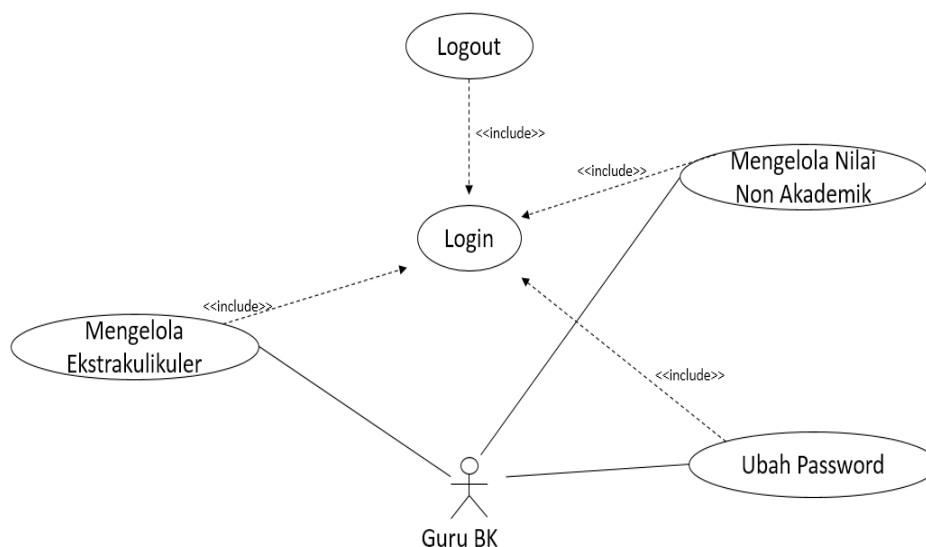 Logout
<<include>>
<<include>>
Mengelola Nilai
Non Akademik
Login
<<include>>
Mengelola
Ekstrakulikuler
<<include>>
Ubah Password
Guru BK